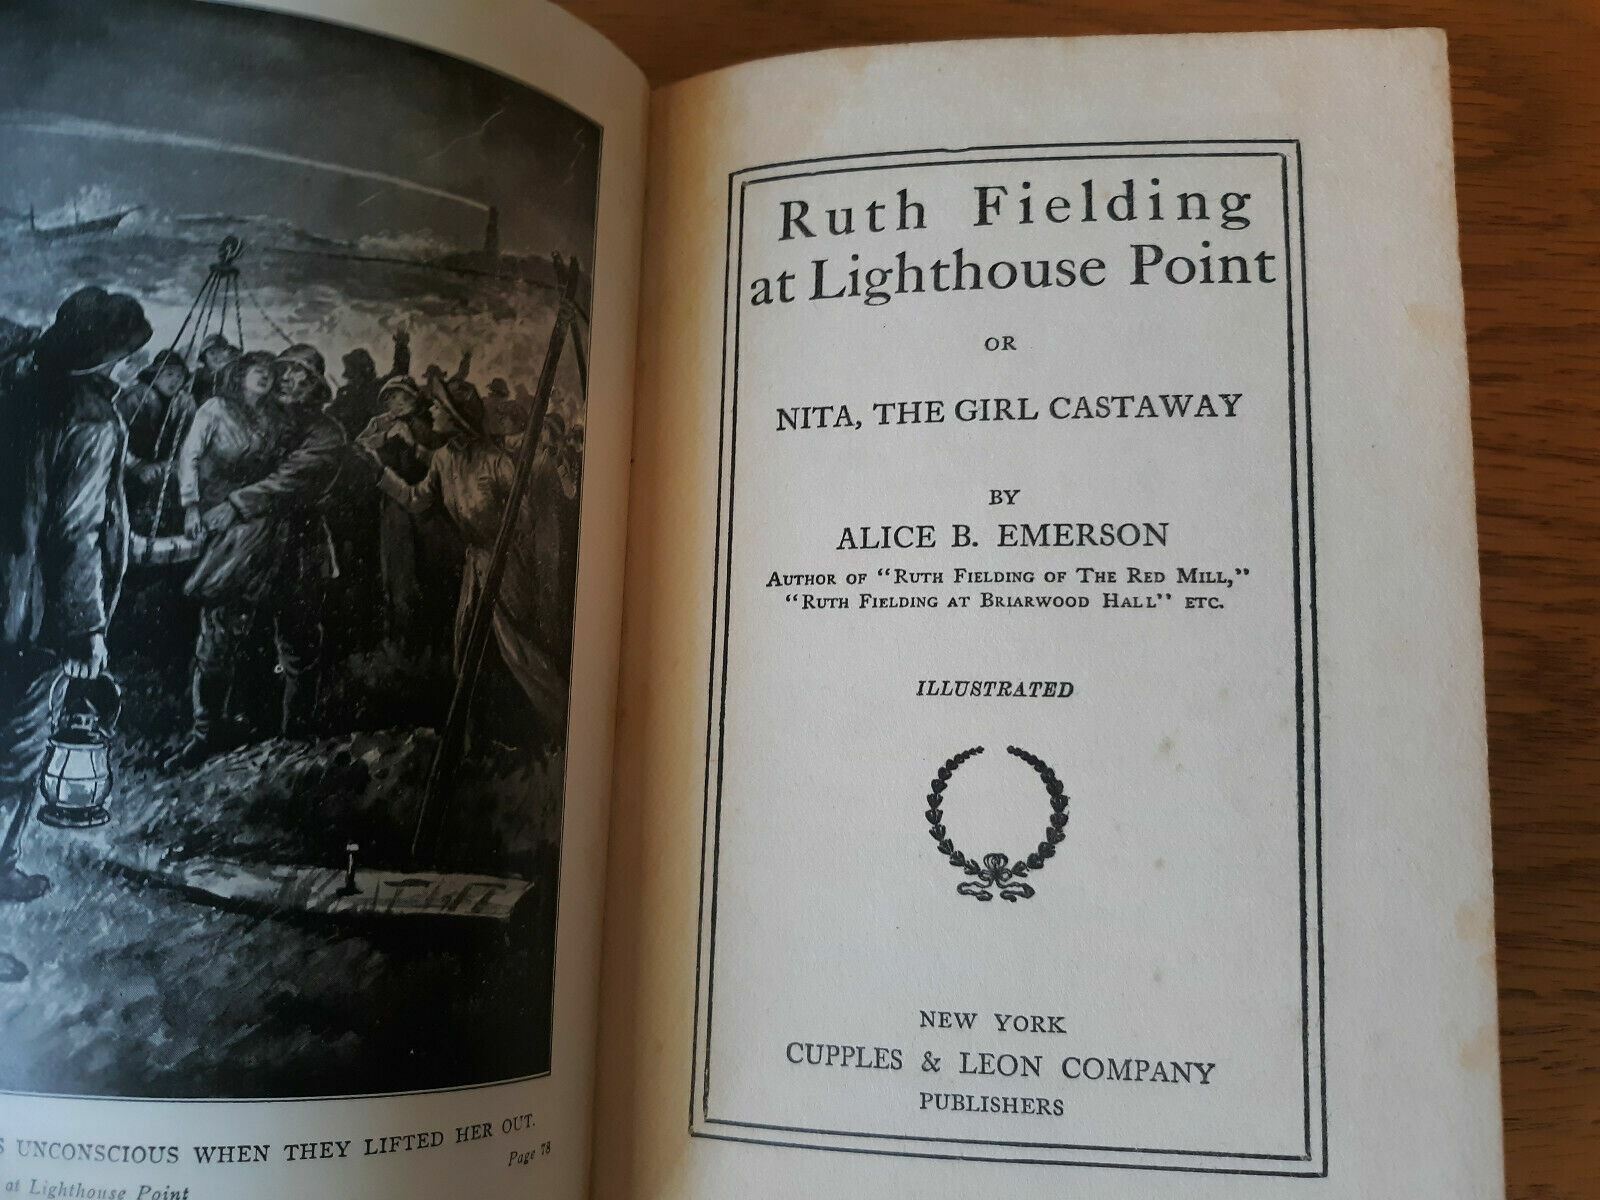 S UNCONSCIOUS WHEN THEY LIFTED HER OUT.
Page 78
at Lighthouse Point
Ruth Fielding
at Lighthouse Point
OR
NITA, THE GIRL CASTAWAY
BY
ALICE B. EMERSON
AUTHOR OF "RUTH FIELDING OF THE RED MILL,"
"RUTH FIELDING AT BRIARWOOD HALL" ETC.
ILLUSTRATED
NEW YORK
CUPPLES & LEON COMPANY
PUBLISHERS